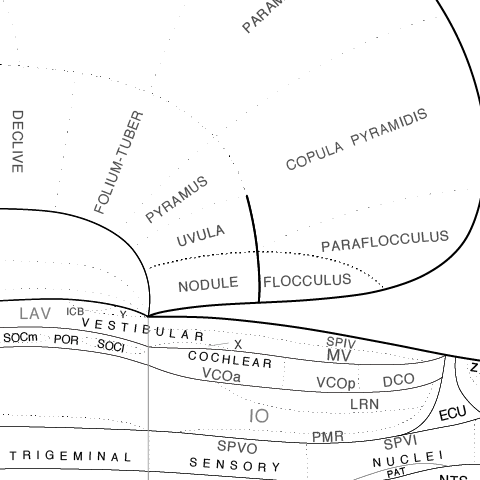 PARAM
DECLIVE
FOLIUM-TUBER
PYRAMUS
COPULA PYRAMIDIS
UVULA
PARAFLOCCULUS
NODULE
FLOCCULUS
LAV
ICB
Y
VESTIBULAR
X
SPIV
MV
SOCm
POR
SOCl
COCHLEAR
VCOa
VCOp
DCO
Z
IO
LRN
ECU
SPVO
PMR
SPVI
TRIGEMINAL
SENSORY
NUCLEI
PAT
NTS